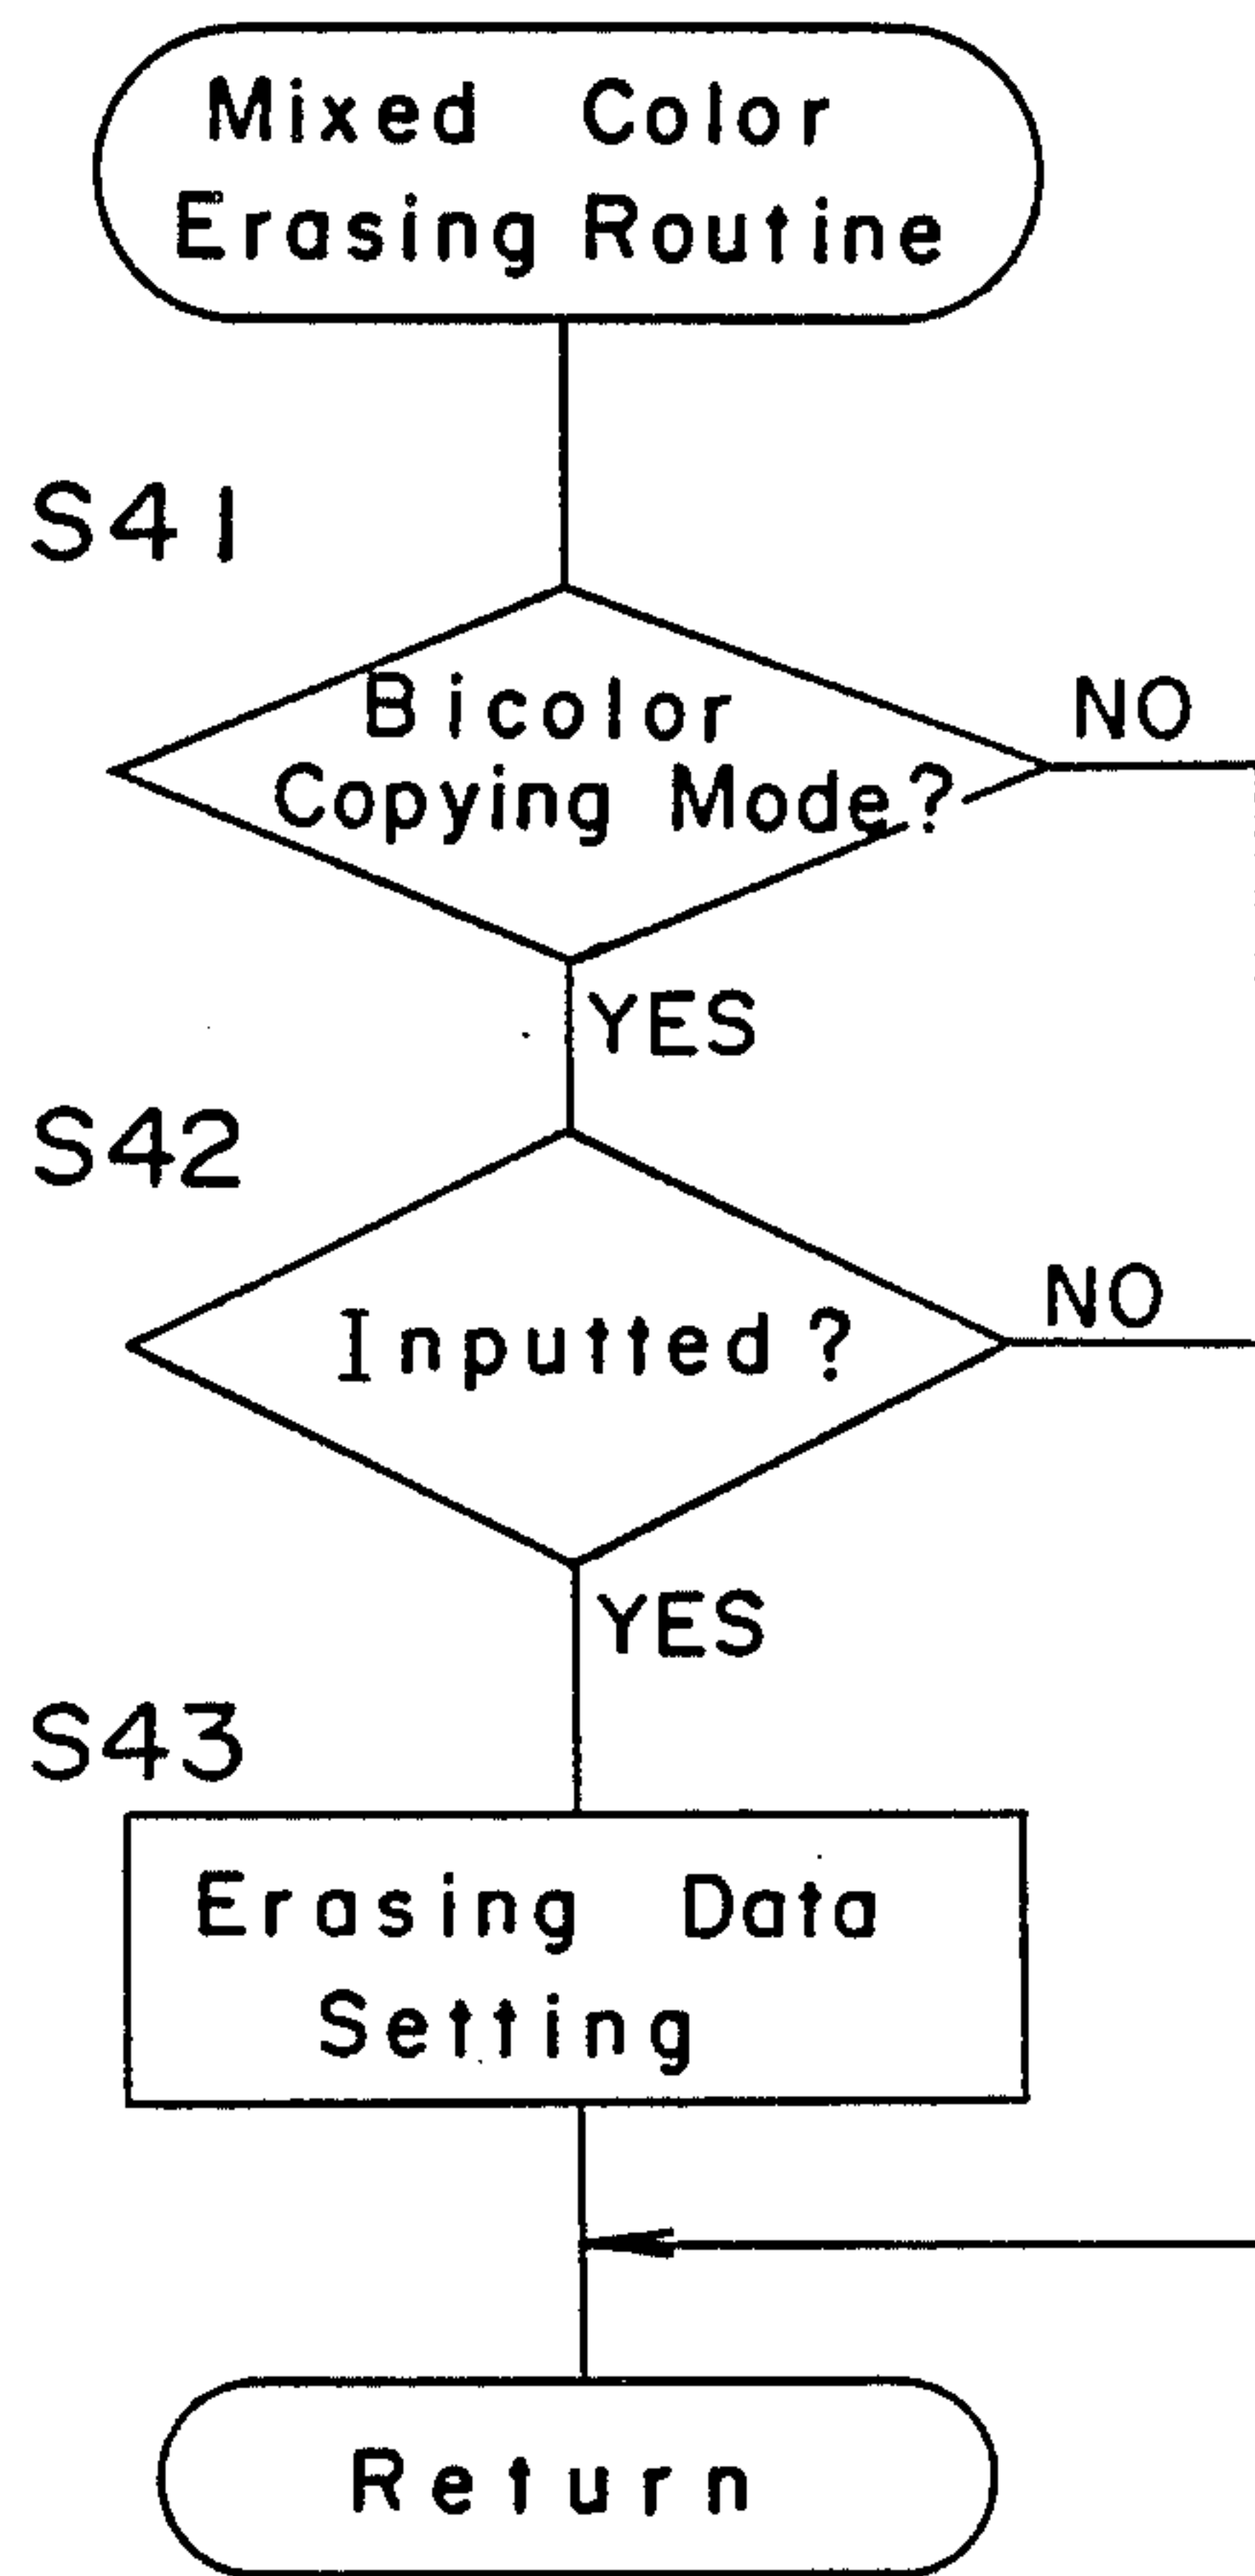 Mixed Color
Erasing Routine
S41
Bicolor
Copying Mode?
NO
YES
S42
Inputted?
NO
YES
S43
Erasing Data
Setting
Return